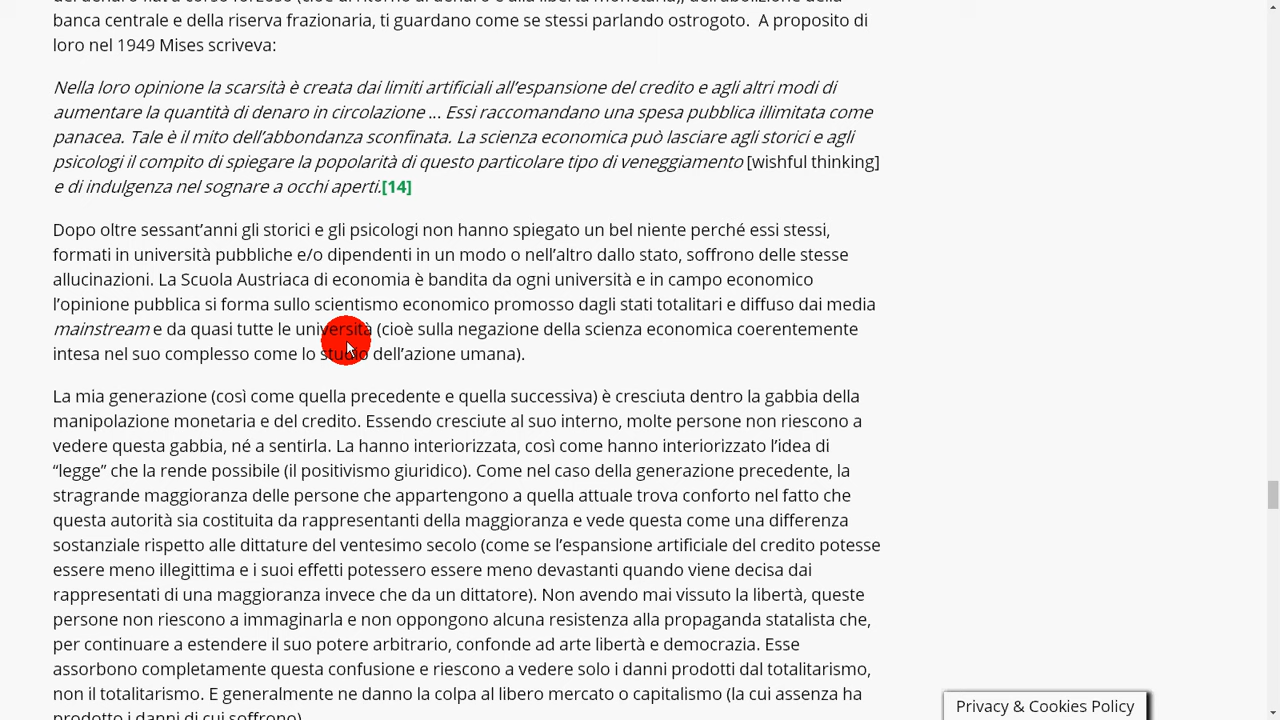 banca centrale e della riserva frazionaria, ti guardano come se stessi parlando ostrogoto.  A proposito di
loro nel 1949 Mises scriveva:
Nella loro opinione la scarsità è creata dai limiti artificiali all’espansione del credito e agli altri modi di
aumentare la quantità di denaro in circolazione … Essi raccomandano una spesa pubblica illimitata come
panacea. Tale è il mito dell’abbondanza sconfinata. La scienza economica può lasciare agli storici e agli
psicologi il compito di spiegare la popolarità di questo particolare tipo di veneggiamento [wishful thinking]
e di indulgenza nel sognare a occhi aperti.[14]
Dopo oltre sessant’anni gli storici e gli psicologi non hanno spiegato un bel niente perché essi stessi,
formati in università pubbliche e/o dipendenti in un modo o nell’altro dallo stato, soffrono delle stesse
allucinazioni. La Scuola Austriaca di economia è bandita da ogni università e in campo economico
l’opinione pubblica si forma sullo scientismo economico promosso dagli stati totalitari e diffuso dai media
mainstream e da quasi tutte le università (cioè sulla negazione della scienza economica coerentemente
intesa nel suo complesso come lo studio dell’azione umana).
La mia generazione (così come quella precedente e quella successiva) è cresciuta dentro la gabbia della
manipolazione monetaria e del credito. Essendo cresciute al suo interno, molte persone non riescono a
vedere questa gabbia, né a sentirla. La hanno interiorizzata, così come hanno interiorizzato l’idea di
“legge” che la rende possibile (il positivismo giuridico). Come nel caso della generazione precedente, la
stragrande maggioranza delle persone che appartengono a quella attuale trova conforto nel fatto che
questa autorità sia costituita da rappresentanti della maggioranza e vede questa come una differenza
sostanziale rispetto alle dittature del ventesimo secolo (come se l’espansione artificiale del credito potesse
essere meno illegittima e i suoi effetti potessero essere meno devastanti quando viene decisa dai
rappresentati di una maggioranza invece che da un dittatore). Non avendo mai vissuto la libertà, queste
persone non riescono a immaginarla e non oppongono alcuna resistenza alla propaganda statalista che,
per continuare a estendere il suo potere arbitrario, confonde ad arte libertà e democrazia. Esse
assorbono completamente questa confusione e riescono a vedere solo i danni prodotti dal totalitarismo,
non il totalitarismo. E generalmente ne danno la colpa al libero mercato o capitalismo (la cui assenza ha
prodotto i danni di cui soffrono).
Privacy & Cookies Policy